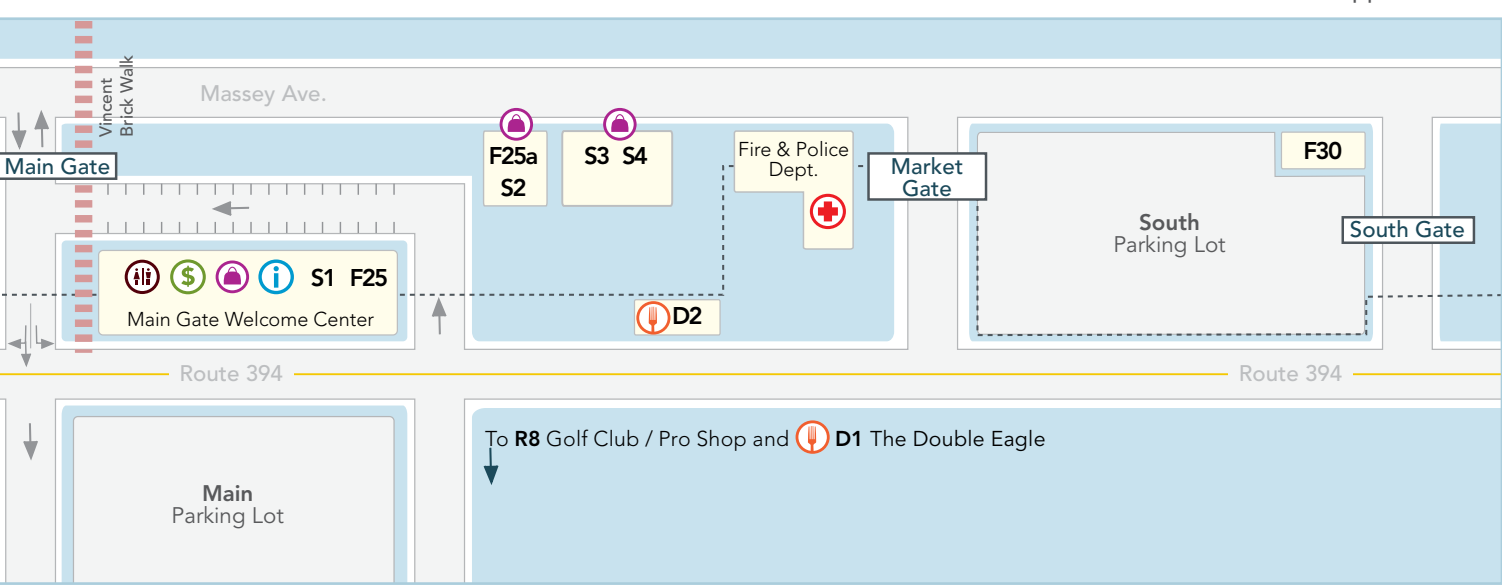 Vincent
Brick Walk
Massey Ave.
Main Gate
F25a
S2
S3 S4
Fire & Police
Dept.
Market
Gate
F30
South
Parking Lot
South Gate
$ i S1 F25
Main Gate Welcome Center
D2
Route 394
Route 394
To R8 Golf Club / Pro Shop and D1 The Double Eagle
Main
Parking Lot